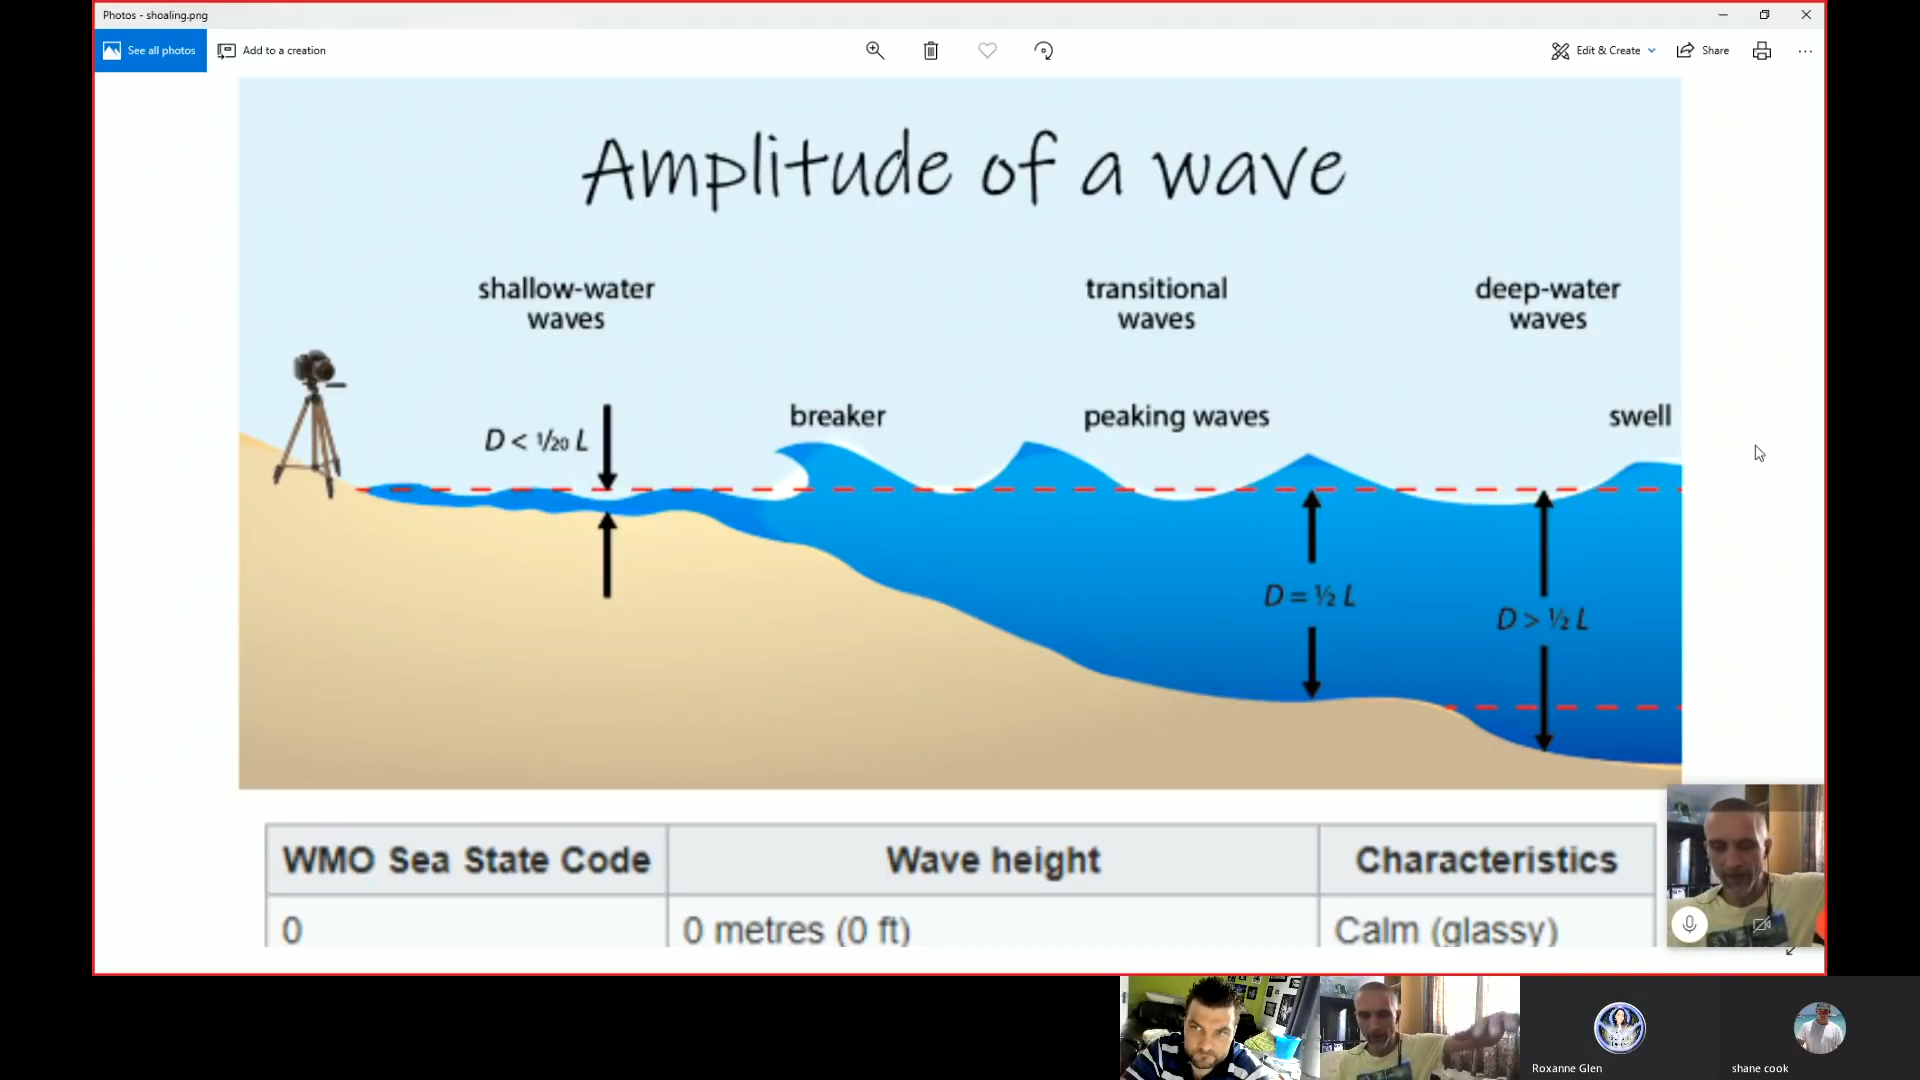 Photos - shoaling.png
See all photos
Add to a creation
Edit & Create
Share
Amplitude of a wave
shallow-water
waves
transitional
waves
deep-water
waves
breaker
peaking waves
swell
D < 1/20 L
D = ½ L
D > ½ L
WMO Sea State Code
Wave height
Characteristics
0
0 metres (0 ft)
Calm (glassy)
Roxanne Glen
shane cook